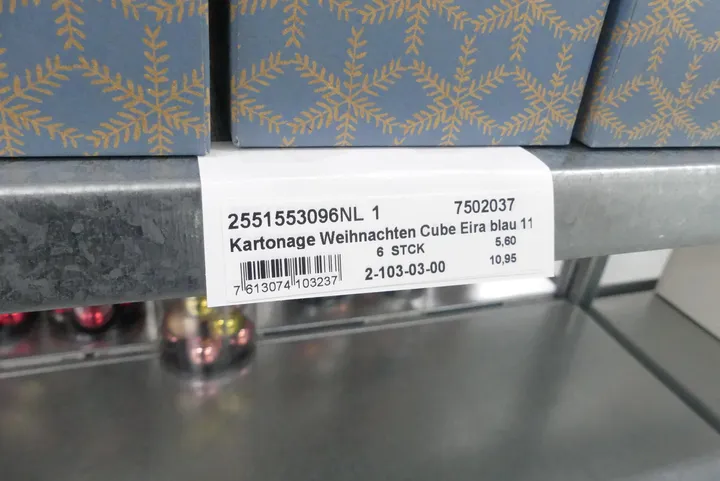 2551553096NL 1 7502037
Kartonage Weihnachten Cube Eira blau 11
6 STCK 5,60
2-103-03-00 10,95
7 613074 103237